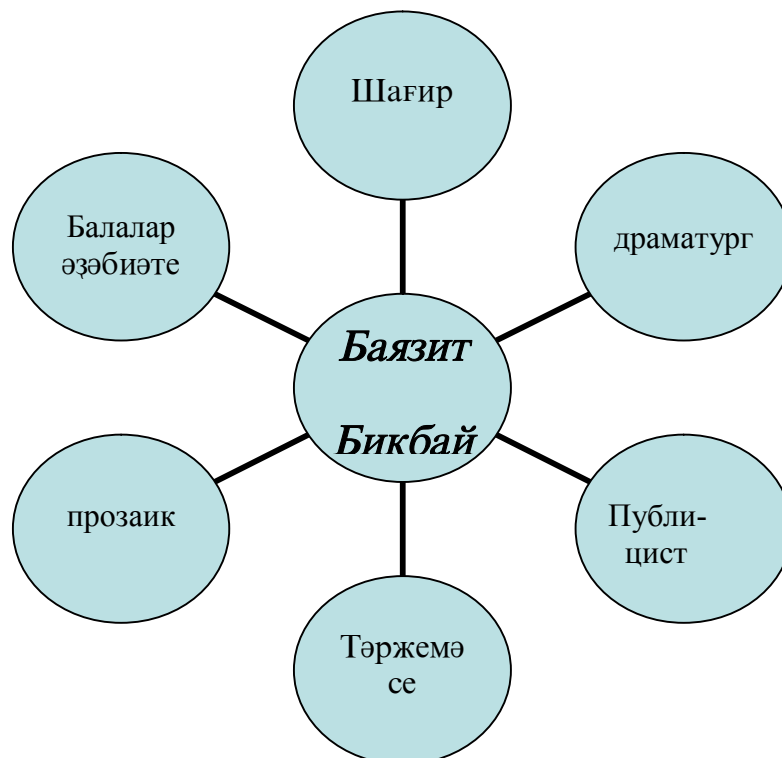 Шағир
Балалар
әҙәбиәте
драматург
Баязит
Бикбай
прозаик
Публи-
цист
Тәржемә
се